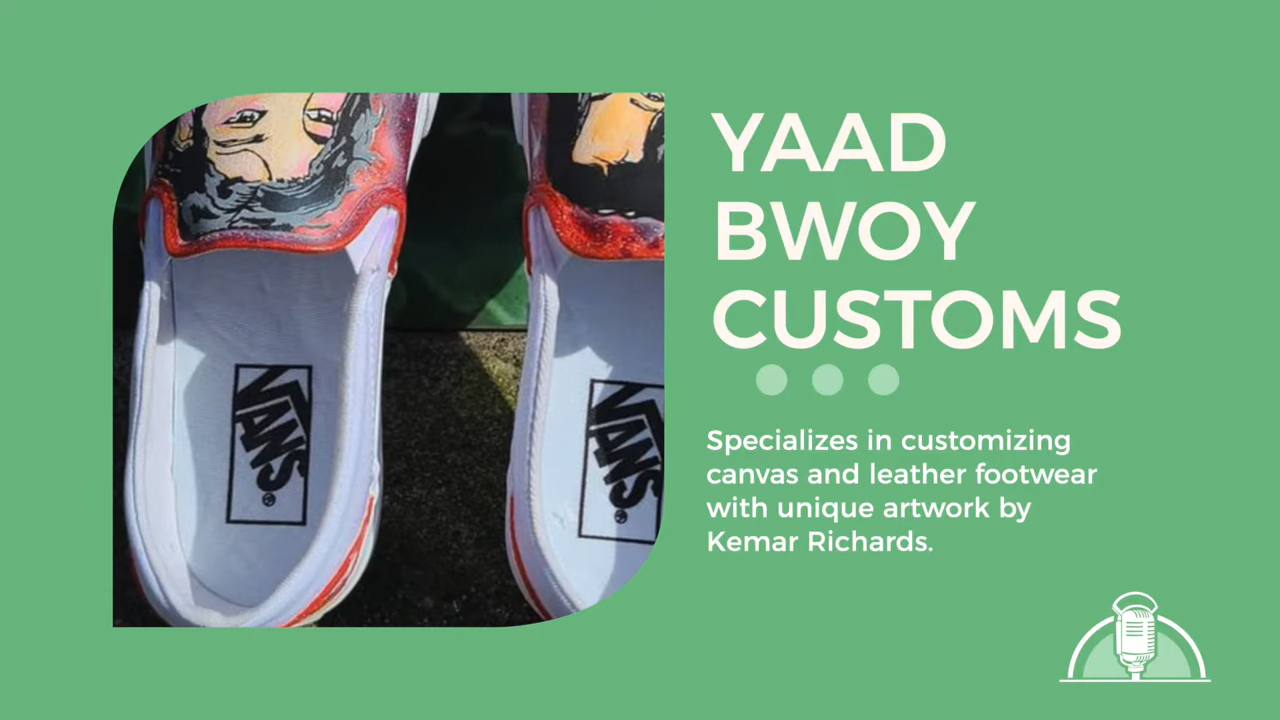 YAAD
BWOY
CUSTOMS
Specializes in customizing
canvas and leather footwear
with unique artwork by
Kemar Richards.
VANS
VANS